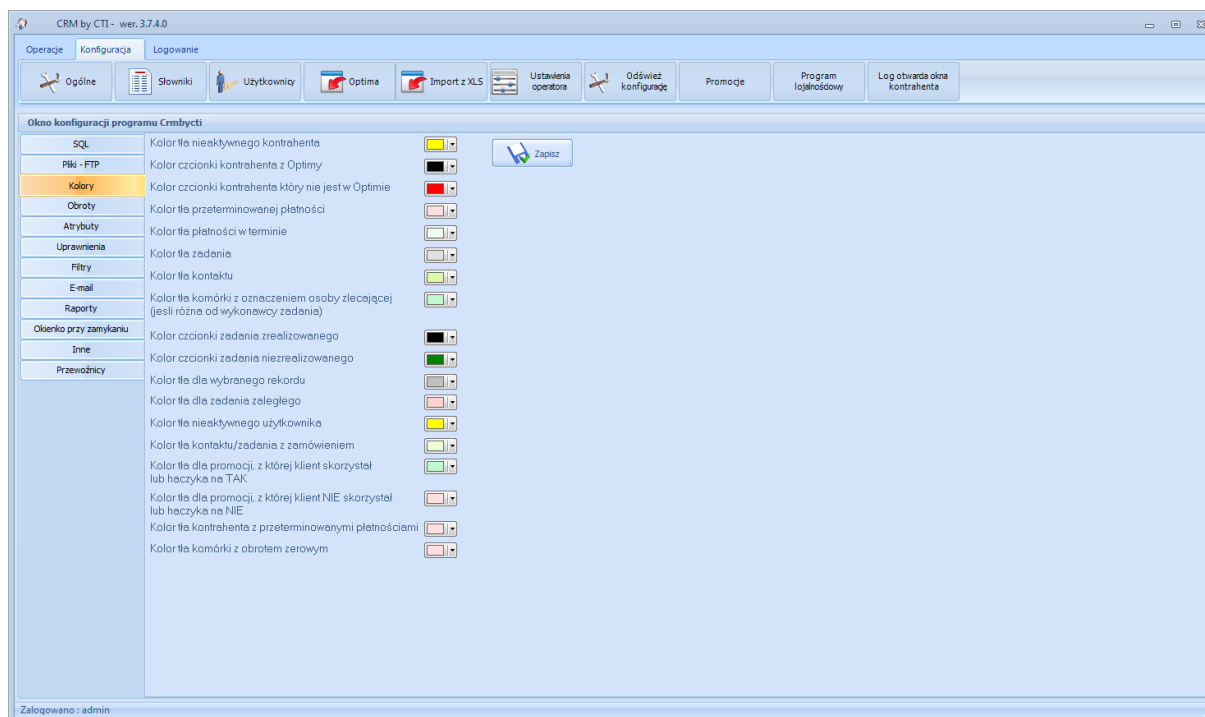 CRM by CTI - wer. 3.7.4.0
Operacje Konfiguracja Logowanie
Ogólne Słowniki Użytkownicy Optima Import z XLS Ustawienia operatora Odśwież konfigurację Promocje Program lojalnośdowy Log otwarcia okna kontrahenta
Okno konfiguracji programu Crmbycti
SQL
Pliki - FTP
Kolory
Obroty
Atrybuty
Uprawnienia
Filtry
E-mail
Raporty
Okienko przy zamykaniu
Inne
Przewoźnicy
Kolor tła nieaktywnego kontrahenta
Kolor czcionki kontrahenta z Optimy
Kolor czcionki kontrahenta który nie jest w Optimie
Kolor tła przeterminowanej płatności
Kolor tła płatności w terminie
Kolor tła zadania
Kolor tła kontaktu
Kolor tła komórki z oznaczeniem osoby zlecającej
(jesli różna od wykonawcy zadania)
Kolor czcionki zadania zrealizowanego
Kolor czcionki zadania niezrealizowanego
Kolor tła dla wybranego rekordu
Kolor tła dla zadania zaległego
Kolor tła nieaktywnego użytkownika
Kolor tła kontaktu/zadania z zamówieniem
Kolor tła dla promocji, z której klient skorzystał
lub haczyka na TAK
Kolor tła dla promocji, z której klient NIE skorzystał
lub haczyka na NIE
Kolor tła kontrahenta z przeterminowanymi płatnościami
Kolor tła komórki z obrotem zerowym
Zapisz
Zalogowano : admin